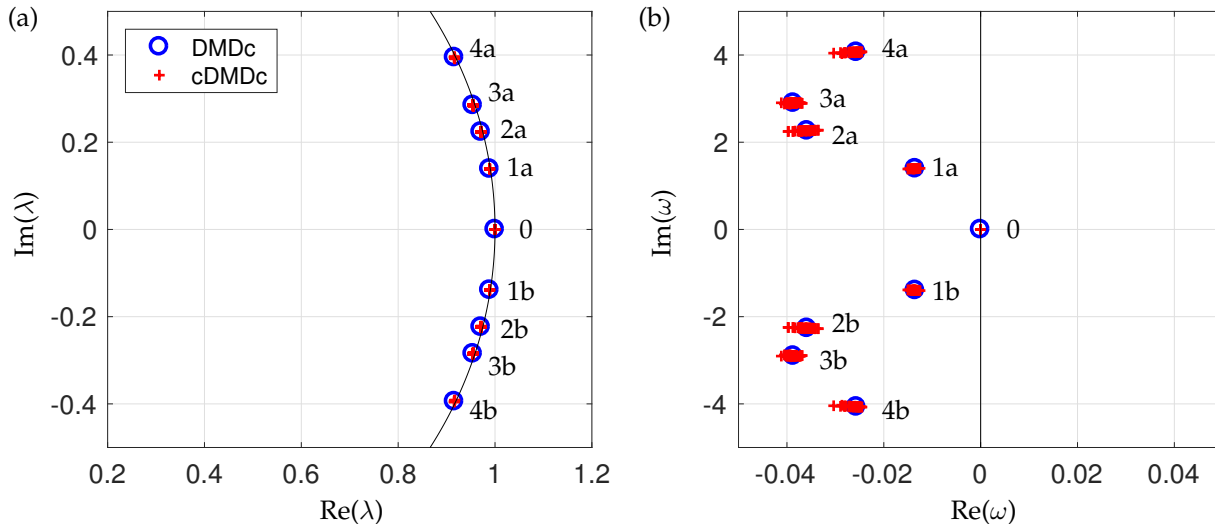 (a)
DMDc
cDMDc
4a
3a
2a
1a
0
1b
2b
3b
4b
0.4
0.2
0
-0.2
-0.4
Im(λ)
0.2 0.4 0.6 0.8 1 1.2
Re(λ)
(b)
4a
3a
2a
1a
0
1b
2b
3b
4b
4
2
0
-2
-4
Im(ω)
-0.04 -0.02 0 0.02 0.04
Re(ω)